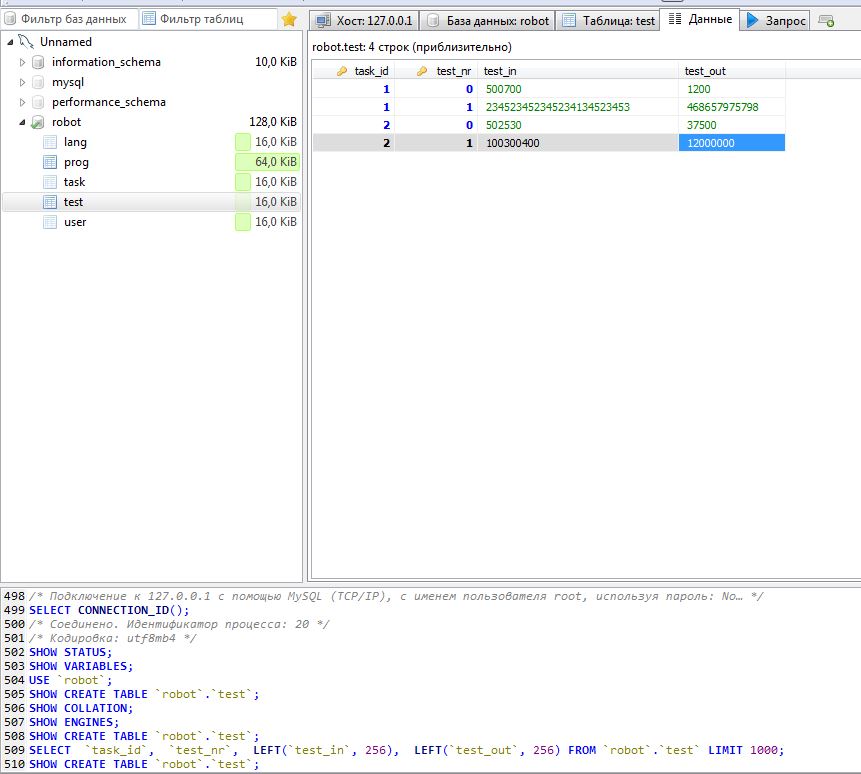 Фильтр баз данных Фильтр таблиц
Unnamed
information_schema 10,0 KiB
mysql
performance_schema
robot 128,0 KiB
lang 16,0 KiB
prog 64,0 KiB
task 16,0 KiB
test 16,0 KiB
user 16,0 KiB
Хост: 127.0.0.1 База данных: robot Таблица: test Данные Запрос
robot.test: 4 строк (приблизительно)
task_id test_nr test_in test_out
1 0 500700 1200
1 1 234523452345234134523453 468657975798
2 0 502530 37500
2 1 100300400 12000000
498 /* Подключение к 127.0.0.1 с помощью MySQL (TCP/IP), с именем пользователя root, используя пароль: No… */
499 SELECT CONNECTION_ID();
500 /* Соединено. Идентификатор процесса: 20 */
501 /* Кодировка: utf8mb4 */
502 SHOW STATUS;
503 SHOW VARIABLES;
504 USE `robot`;
505 SHOW CREATE TABLE `robot`.`test`;
506 SHOW COLLATION;
507 SHOW ENGINES;
508 SHOW CREATE TABLE `robot`.`test`;
509 SELECT `task_id`, `test_nr`, LEFT(`test_in`, 256), LEFT(`test_out`, 256) FROM `robot`.`test` LIMIT 1000;
510 SHOW CREATE TABLE `robot`.`test`;